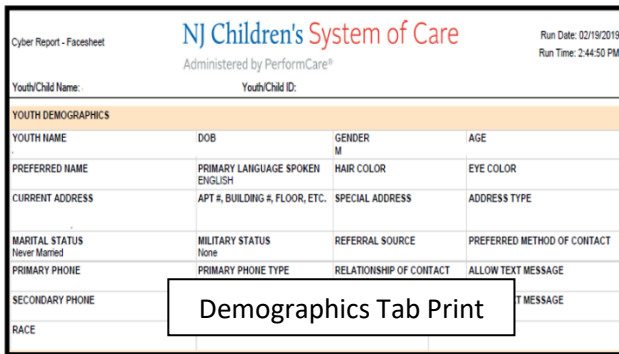 Cyber Report - Facesheet
NJ Children's System of Care
Run Date: 02/19/2019
Administered by PerformCare®
Run Time: 2:44:50 PM
Youth/Child Name:
Youth/Child ID:
YOUTH DEMOGRAPHICS
YOUTH NAME DOB GENDER AGE
M
PREFERRED NAME PRIMARY LANGUAGE SPOKEN HAIR COLOR EYE COLOR
ENGLISH
CURRENT ADDRESS APT #, BUILDING #, FLOOR, ETC. SPECIAL ADDRESS ADDRESS TYPE
MARITAL STATUS MILITARY STATUS REFERRAL SOURCE PREFERRED METHOD OF CONTACT
Never Married None
PRIMARY PHONE PRIMARY PHONE TYPE RELATIONSHIP OF CONTACT ALLOW TEXT MESSAGE
SECONDARY PHONE MESSAGE
Demographics Tab Print
RACE